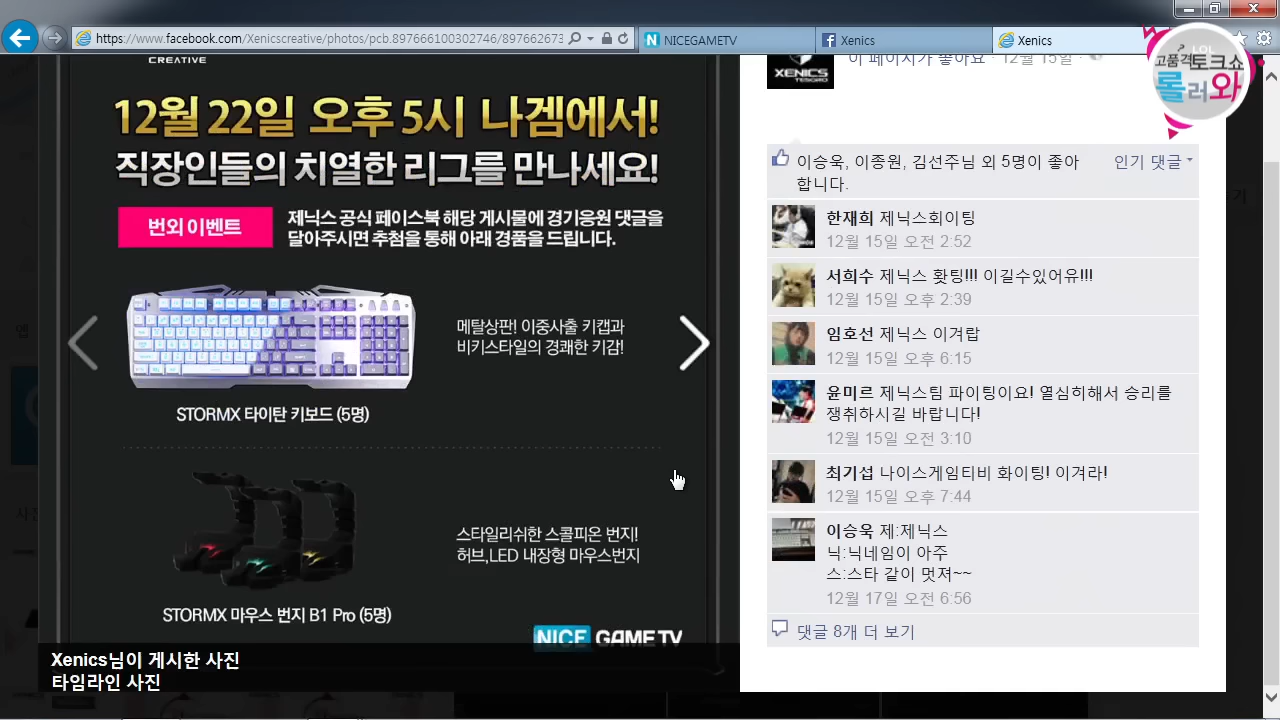 https://www.facebook.com/Xenicscreative/photos/pcb.897666100302746/897662673
NICEGAMETV
Xenics
Xenics
LOL
고품격토크쇼
롤러와
CREATIVE
12월 22일 오후 5시 나겜에서!
직장인들의 치열한 리그를 만나세요!
번외 이벤트
제닉스 공식 페이스북 해당 게시물에 경기응원 댓글을
달아주시면 추첨을 통해 아래 경품을 드립니다.
메탈상판! 이중사출 키캡과
비키스타일의 경쾌한 키감!
STORMX 타이탄 키보드 (5명)
스타일리쉬한 스콜피온 번지!
허브,LED 내장형 마우스번지
STORMX 마우스 번지 B1 Pro (5명)
NICE GAMETV
Xenics님이 게시한 사진
타임라인 사진
XENICS
TESORO
이 페이지가 좋아요 · 12월 15일 ·
이승욱, 이종원, 김선주님 외 5명이 좋아
합니다.
인기 댓글
한재희 제닉스회이팅
12월 15일 오전 2:52
서희수 제닉스 홧팅!!! 이길수있어유!!!
12월 15일 오후 2:39
임호선 제닉스 이겨랍
12월 15일 오후 6:15
윤미르 제닉스팀 파이팅이요! 열심히해서 승리를
쟁취하시길 바랍니다!
12월 15일 오전 3:10
최기섭 나이스게임티비 화이팅! 이겨라!
12월 15일 오후 7:44
이승욱 제:제닉스
닉:닉네임이 아주
스:스타 같이 멋져~~
12월 17일 오전 6:56
댓글 8개 더 보기